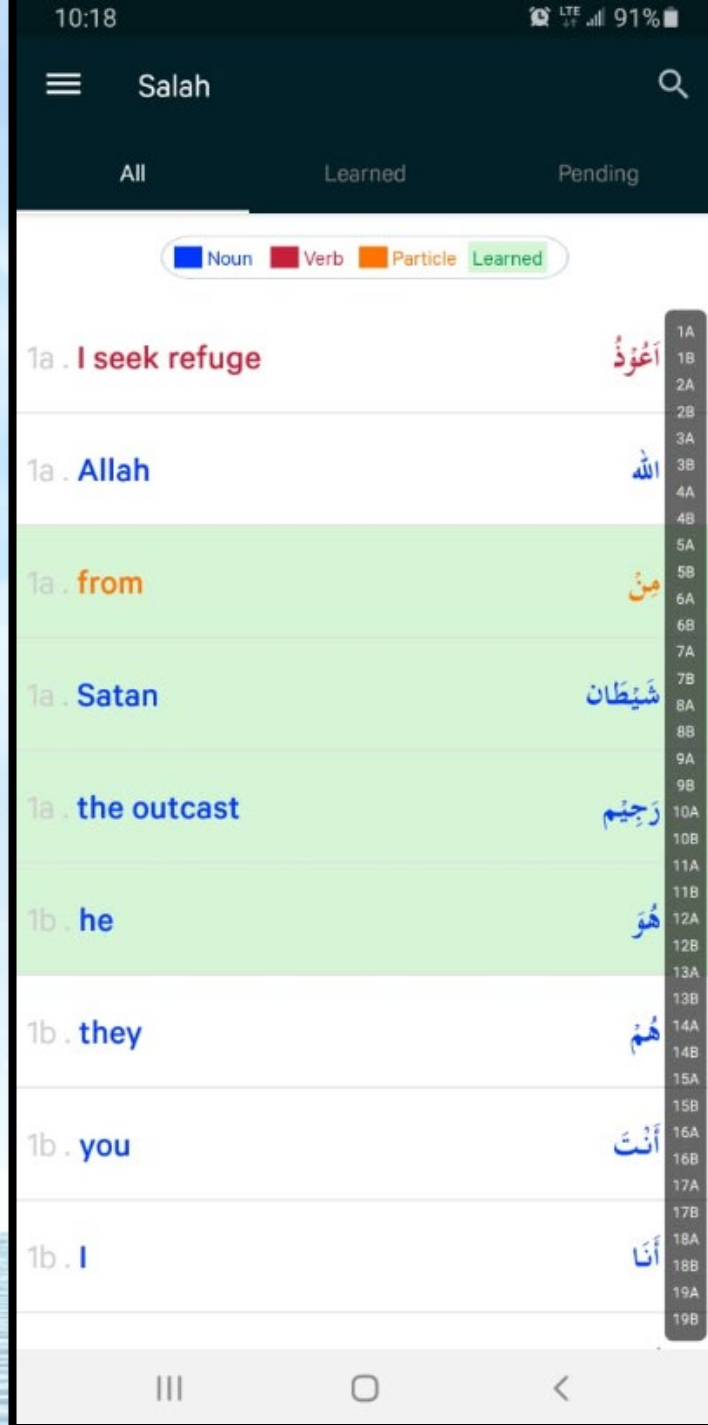 10:18 LTE 91%
Salah
All Learned Pending
Noun Verb Particle Learned
1a . I seek refuge اَعُوْذُ
1a . Allah الله
1a . from مِنْ
1a . Satan شَيْطَان
1a . the outcast رَجِيْم
1b . he هُوَ
1b . they هُمْ
1b . you أَنْتَ
1b . I أَنَا
1A
1B
2A
2B
3A
3B
4A
4B
5A
5B
6A
6B
7A
7B
8A
8B
9A
9B
10A
10B
11A
11B
12A
12B
13A
13B
14A
14B
15A
15B
16A
16B
17A
17B
18A
18B
19A
19B